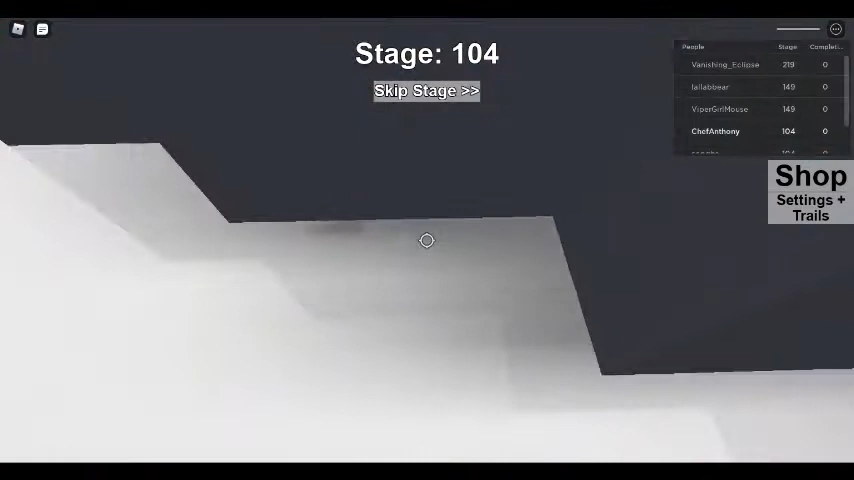 Stage: 104
Skip Stage >>
People Stage Completi...
Vanishing_Eclipse 219 0
lallabbear 149 0
ViperGirlMouse 149 0
ChefAnthony 104 0
Shop
Settings +
Trails